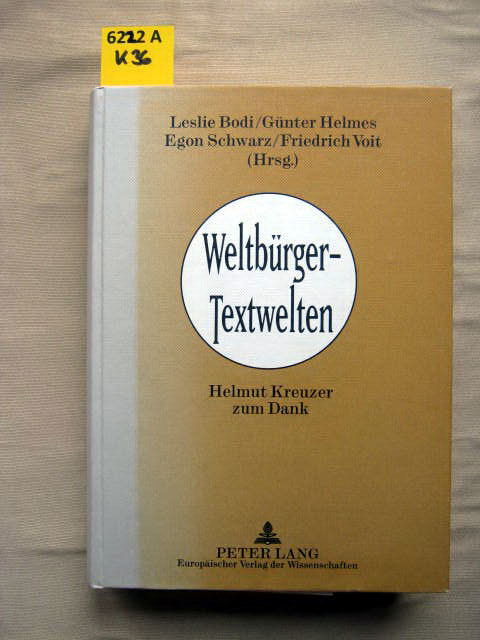 6222 A
K 36
Leslie Bodi/Günter Helmes
Egon Schwarz/Friedrich Voit
(Hrsg.)
Weltbürger-
Textwelten
Helmut Kreuzer
zum Dank
PETER LANG
Europäischer Verlag der Wissenschaften